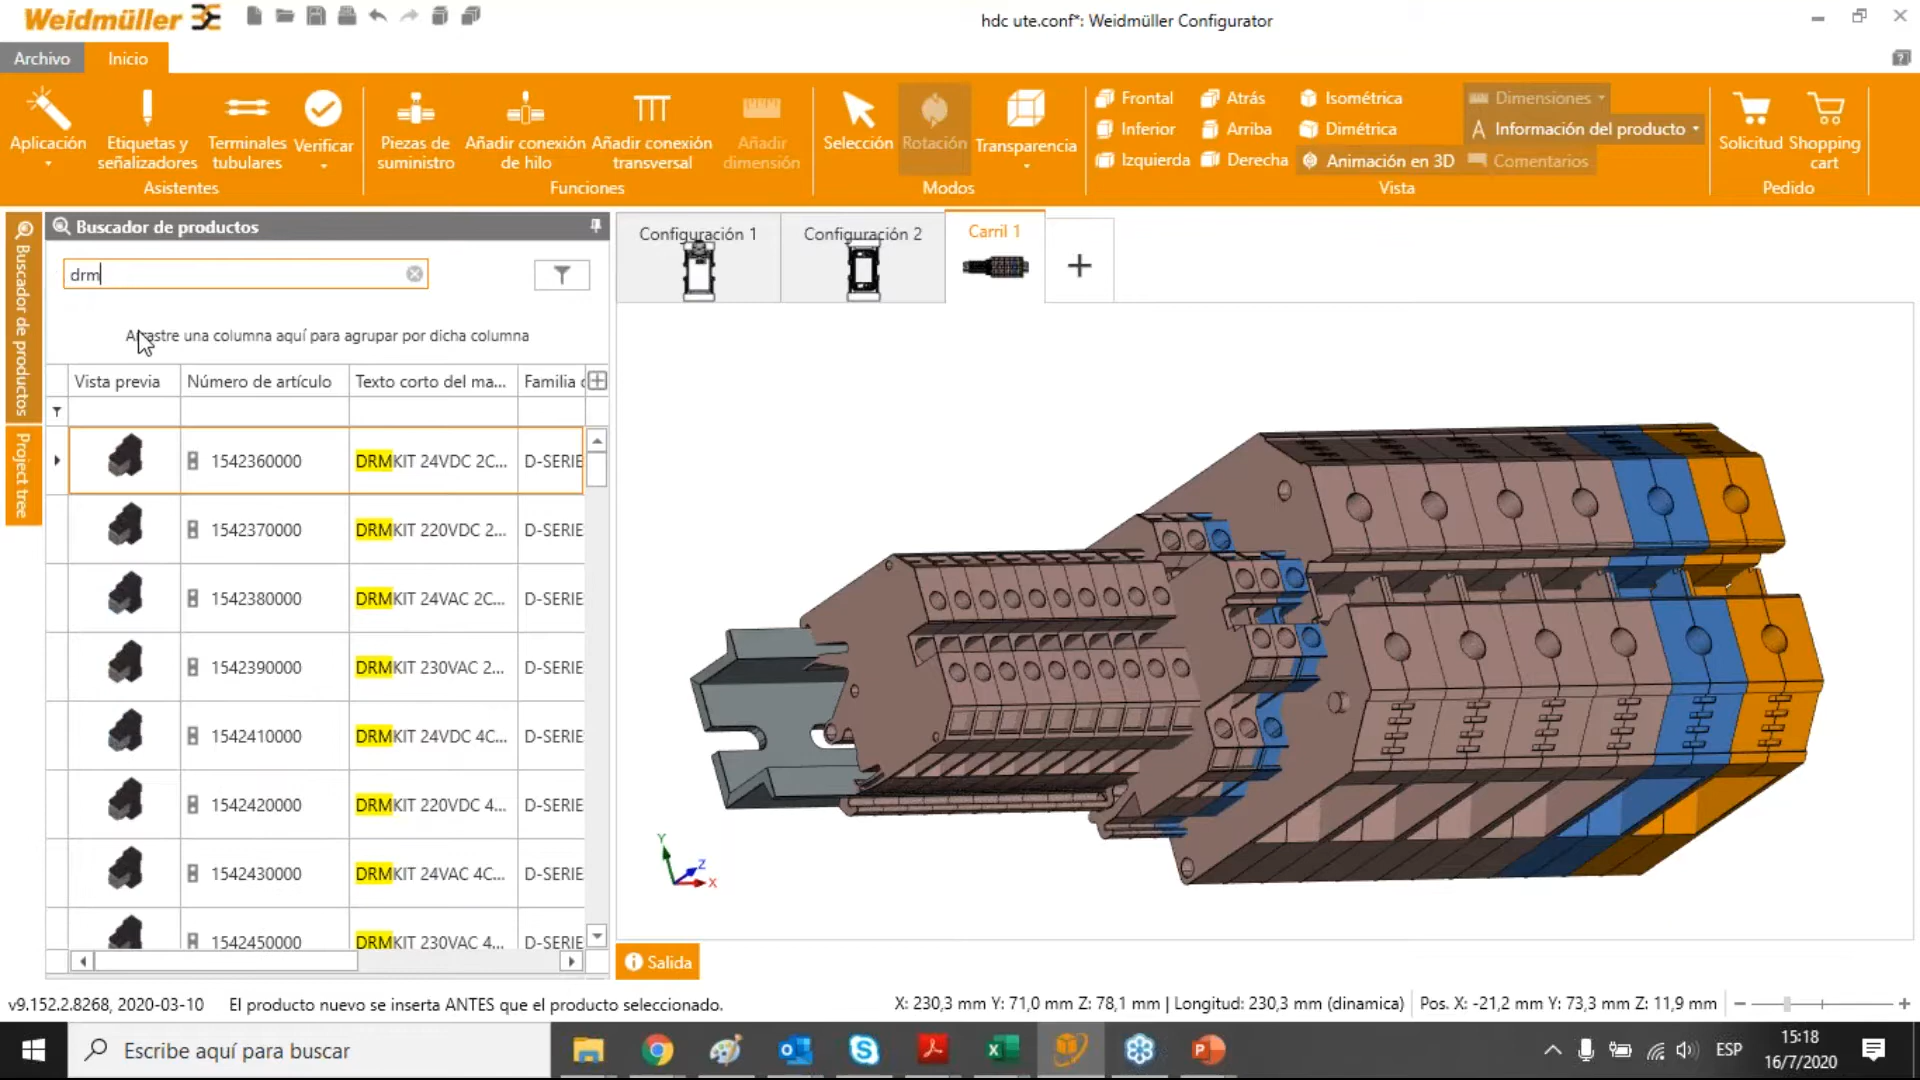 Weidmüller
hdc ute.conf*: Weidmüller Configurator
Archivo
Inicio
Aplicación
Etiquetas y señalizadores
Terminales tubulares
Verificar
Asistentes
Piezas de suministro
Añadir conexión de hilo
Añadir conexión transversal
Añadir dimensión
Funciones
Selección
Rotación
Transparencia
Modos
Frontal
Atrás
Isométrica
Dimensiones
Inferior
Arriba
Dimétrica
Información del producto
Izquierda
Derecha
Animación en 3D
Comentarios
Vista
Solicitud
Shopping cart
Pedido
Buscador de productos
Project tree
Buscador de productos
drm
Arrastre una columna aquí para agrupar por dicha columna
Vista previa
Número de artículo
Texto corto del ma...
Familia
1542360000 DRMKIT 24VDC 2C... D-SERIE
1542370000 DRMKIT 220VDC 2... D-SERIE
1542380000 DRMKIT 24VAC 2C... D-SERIE
1542390000 DRMKIT 230VAC 2... D-SERIE
1542410000 DRMKIT 24VDC 4C... D-SERIE
1542420000 DRMKIT 220VDC 4... D-SERIE
1542430000 DRMKIT 24VAC 4C... D-SERIE
1542450000 DRMKIT 230VAC 4... D-SERIE
Configuración 1
Configuración 2
Carril 1
Y
Z
X
Salida
v9.152.2.8268, 2020-03-10
El producto nuevo se inserta ANTES que el producto seleccionado.
X: 230,3 mm Y: 71,0 mm Z: 78,1 mm | Longitud: 230,3 mm (dinamica)
Pos. X: -21,2 mm Y: 73,3 mm Z: 11,9 mm
Escribe aquí para buscar
ESP
15:18
16/7/2020